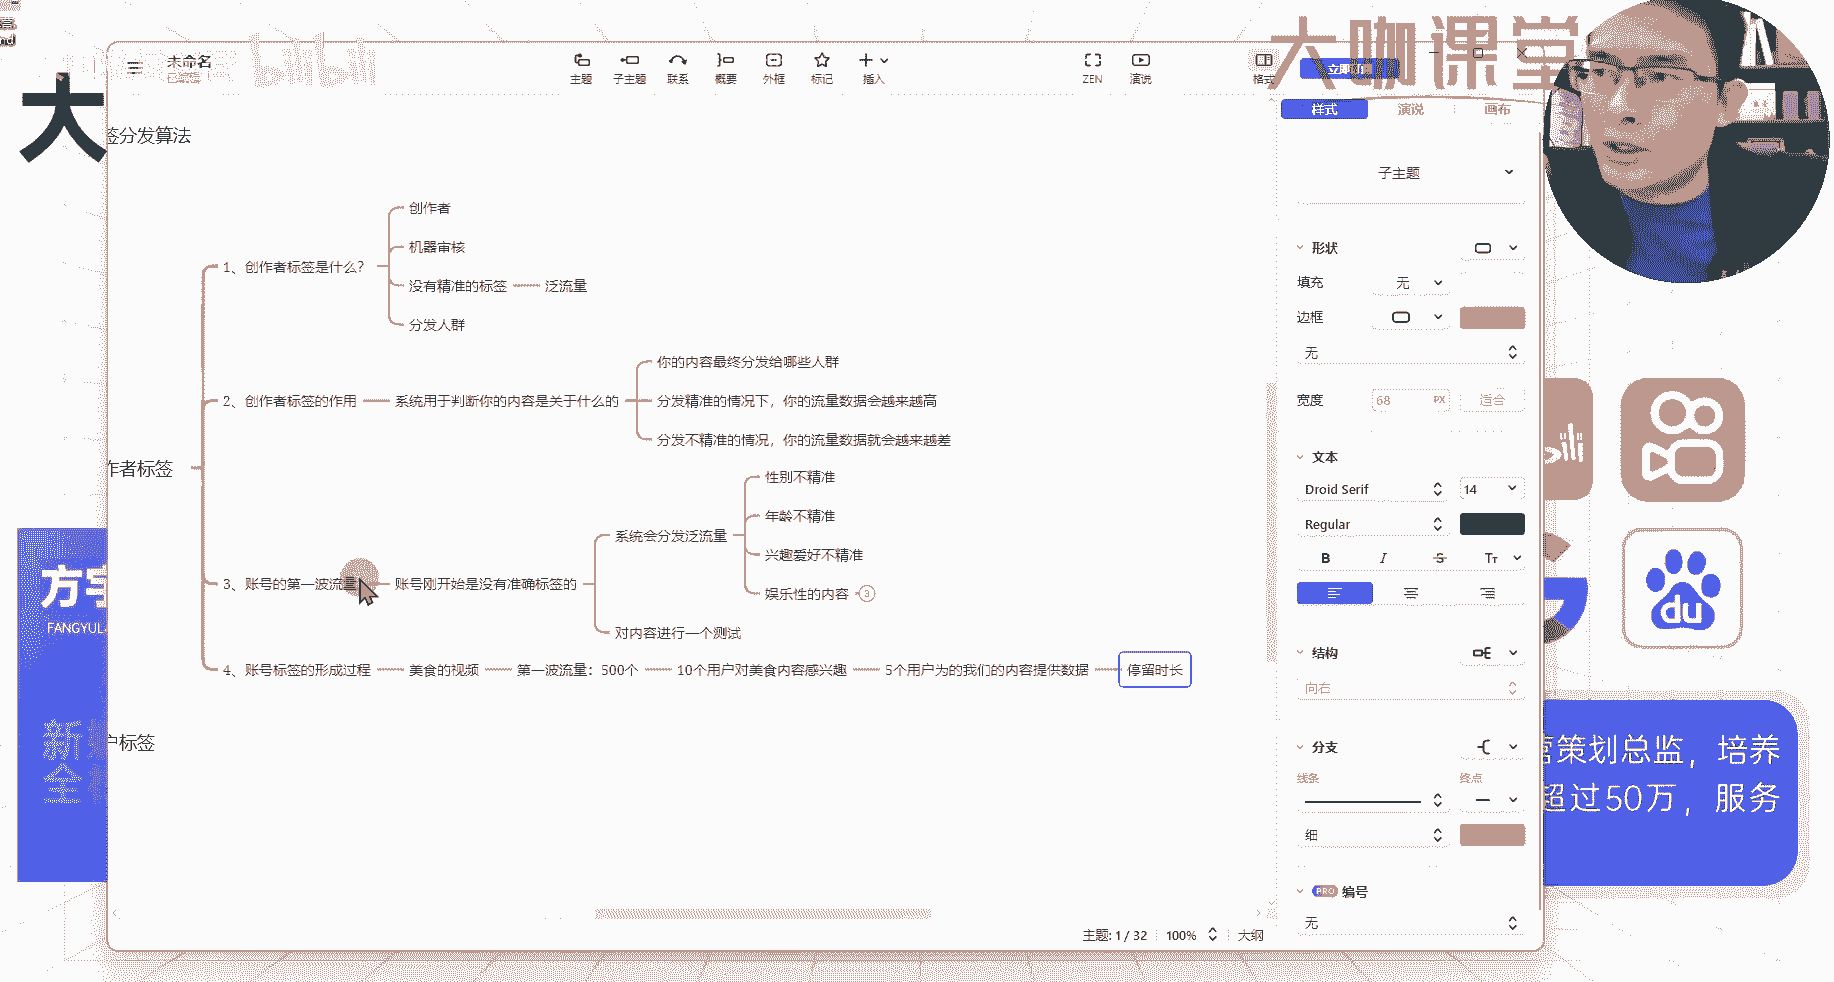 大咖课堂
bilibili
未命名
已编辑
主题
子主题
联系
概要
外框
标记
插入
ZEN
演说
格式
样式
演说
画布
大
签分发算法
创作者
机器审核
1、创作者标签是什么?
没有精准的标签
泛流量
分发人群
你的内容最终分发给哪些人群
2、创作者标签的作用
系统用于判断你的内容是关于什么的
分发精准的情况下，你的流量数据会越来越高
分发不精准的情况，你的流量数据就会越来越差
作者标签
性别不精准
年龄不精准
系统会分发泛流量
兴趣爱好不精准
3、账号的第一波流量
账号刚开始是没有准确标签的
娱乐性的内容
3
对内容进行一个测试
4、账号标签的形成过程
美食的视频
第一波流量：500个
10个用户对美食内容感兴趣
5个用户为的我们的内容提供数据
停留时长
户标签
子主题
形状
填充
无
边框
无
宽度
68
PX
适合
文本
Droid Serif
14
Regular
B
I
S
TT
结构
向右
分支
线条
终点
细
PRO
编号
无
主题: 1 / 32
100%
大纲
方宇
FANGYUL
新
全
du
营策划总监，培养
超过50万，服务